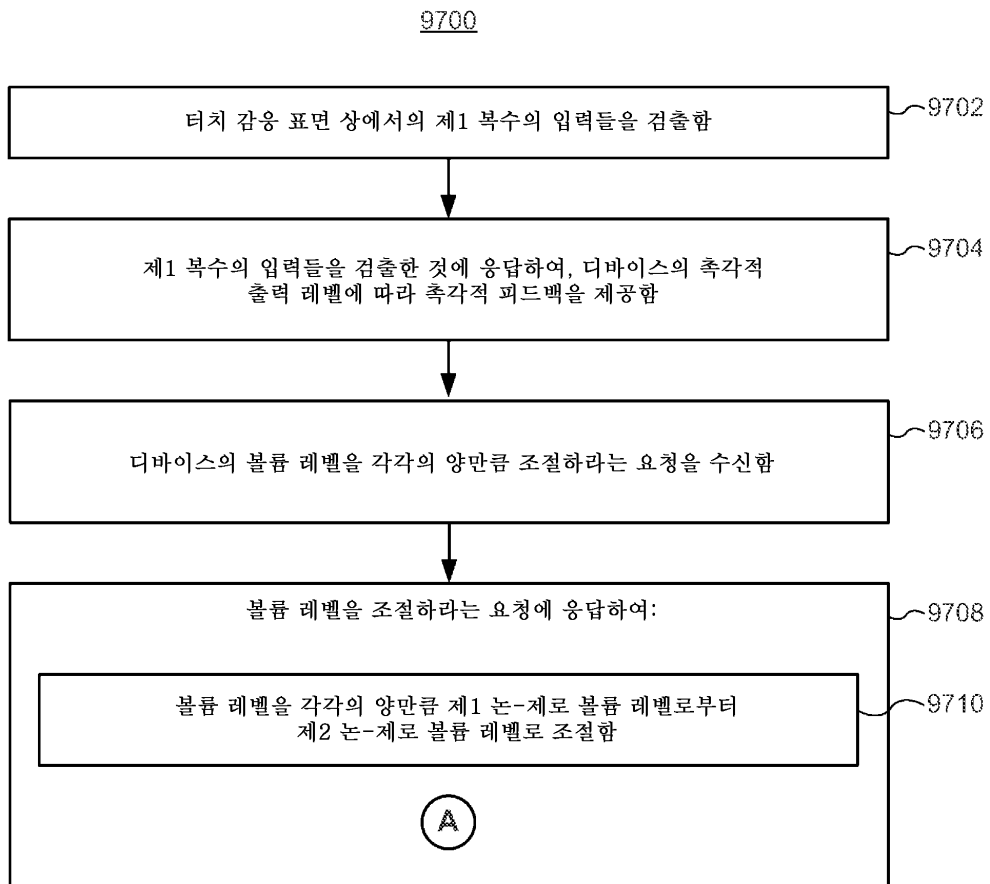 9700
터치 감응 표면 상에서의 제1 복수의 입력들을 검출함
9702
제1 복수의 입력들을 검출한 것에 응답하여, 디바이스의 촉각적
출력 레벨에 따라 촉각적 피드백을 제공함
9704
디바이스의 볼륨 레벨을 각각의 양만큼 조절하라는 요청을 수신함
9706
볼륨 레벨을 조절하라는 요청에 응답하여:
9708
볼륨 레벨을 각각의 양만큼 제1 논-제로 볼륨 레벨로부터
제2 논-제로 볼륨 레벨로 조절함
9710
A